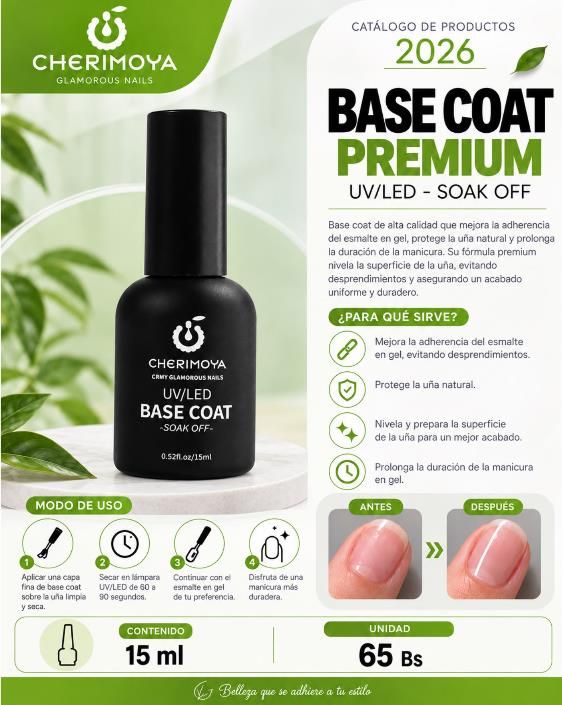 CHERIMOYA
GLAMOROUS NAILS
CATÁLOGO DE PRODUCTOS
2026
BASE COAT
PREMIUM
UV/LED - SOAK OFF
Base coat de alta calidad que mejora la adherencia
del esmalte en gel, protege la uña natural y prolonga
la duración de la manicura. Su fórmula premium
nivela la superficie de la uña, evitando
desprendimientos y asegurando un acabado
uniforme y duradero.
¿PARA QUÉ SIRVE?
Mejora la adherencia del esmalte
en gel, evitando desprendimientos.
Protege la uña natural.
Nivela y prepara la superficie
de la uña para un mejor acabado.
Prolonga la duración de la manicura
en gel.
CHERIMOYA
CRMY GLAMOROUS NAILS
UV/LED
BASE COAT
-SOAK OFF-
0.52fl.oz/15ml
MODO DE USO
1
Aplicar una capa
fina de base coat
sobre la uña limpia
y seca.
2
Secar en lámpara
UV/LED de 60 a
90 segundos.
3
Continuar con el
esmalte en gel
de tu preferencia.
4
Disfruta de una
manicura más
duradera.
ANTES
»
DESPUÉS
CONTENIDO
15 ml
UNIDAD
65 Bs
Belleza que se adhiere a tu estilo